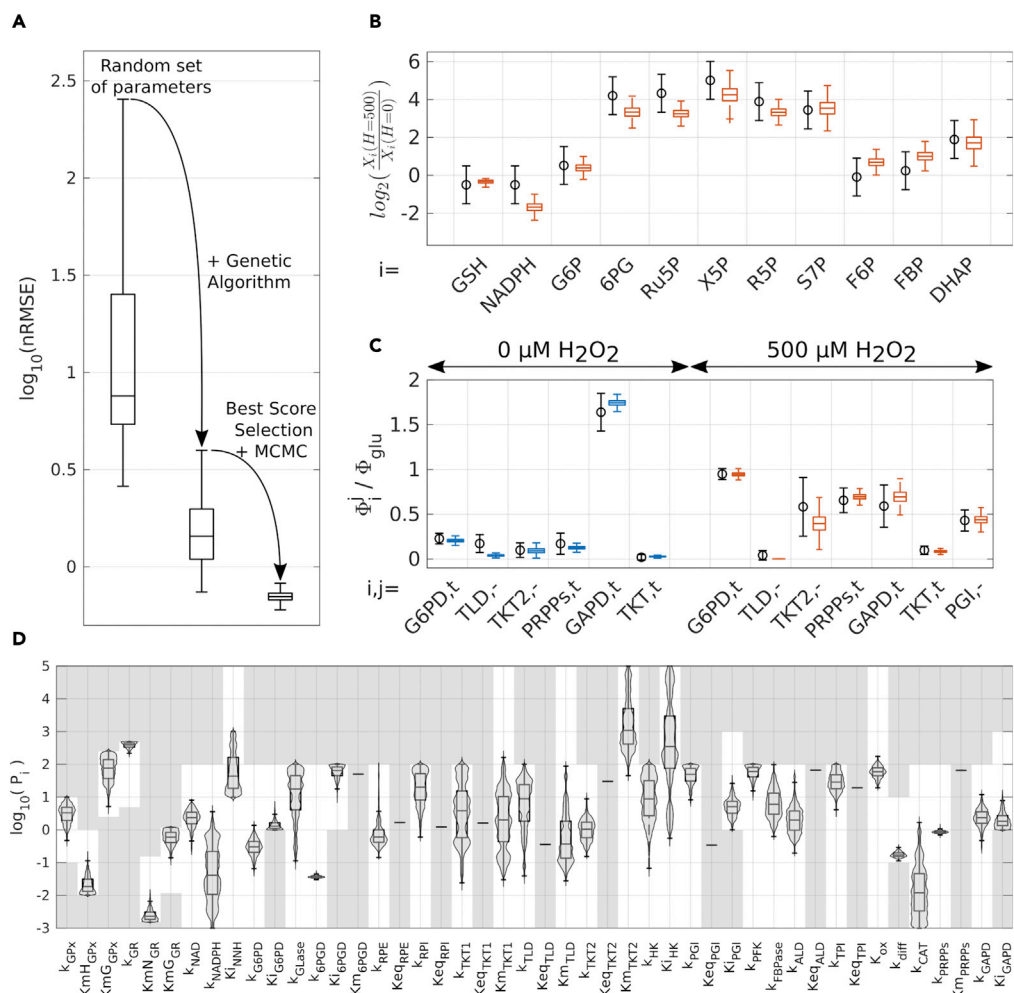 A
Random set
of parameters
+ Genetic
Algorithm
Best Score
Selection
+ MCMC
log10(nRMSE)
2.5
2
1.5
1
0.5
0
B
log2( Xi(H=500) / Xi(H=0) )
6
4
2
0
-2
i=
GSH
NADPH
G6P
6PG
Ru5P
X5P
R5P
S7P
F6P
FBP
DHAP
C
0 µM H2O2
500 µM H2O2
Φi^j / Φglu
2
1.5
1
0.5
0
i,j=
G6PD,t
TLD,-
TKT2,-
PRPPs,t
GAPD,t
TKT,t
G6PD,t
TLD,-
TKT2,-
PRPPs,t
GAPD,t
TKT,t
PGI,-
D
log10( Pi )
5
4
3
2
1
0
-1
-2
-3
kGPx
KmHGPx
KmGGPx
kGR
KmNGR
KmGGR
kNAD
kNADPH
KiNNH
kG6PD
KiG6PD
kGLase
k6PGD
Ki6PGD
Km6PGD
kRPE
KeqRPE
kRPI
KeqRPI
kTKT1
KeqTKT1
KmTKT1
kTLD
KeqTLD
KmTLD
kTKT2
KeqTKT2
KmTKT2
kHK
KiHK
kPGI
KeqPGI
KiPGI
kPFK
kFBPase
kALD
KeqALD
kTPI
KeqTPI
kox
kdiff
kCAT
kPRPPs
KmPRPPs
kGAPD
KiGAPD